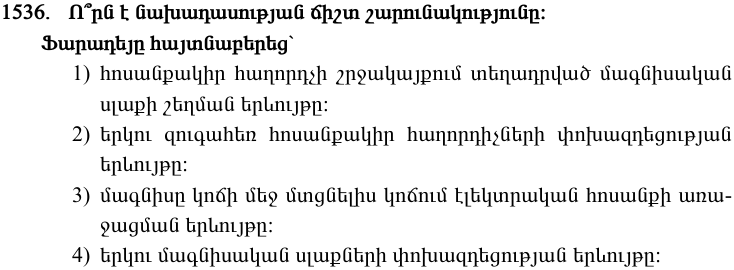 1536. Ո՞րն է նախադասության ճիշտ շարունակությունը։
Ֆարադեյը հայտնաբերեց՝
1) հոսանքակիր հաղորդչի շրջակայքում տեղադրված մագնիսական
սլաքի շեղման երևույթը։
2) երկու զուգահեռ հոսանքակիր հաղորդիչների փոխազդեցության
երևույթը։
3) մագնիսը կոճի մեջ մտցնելիս կոճում էլեկտրական հոսանքի առա-
ջացման երևույթը։
4) երկու մագնիսական սլաքների փոխազդեցության երևույթը։